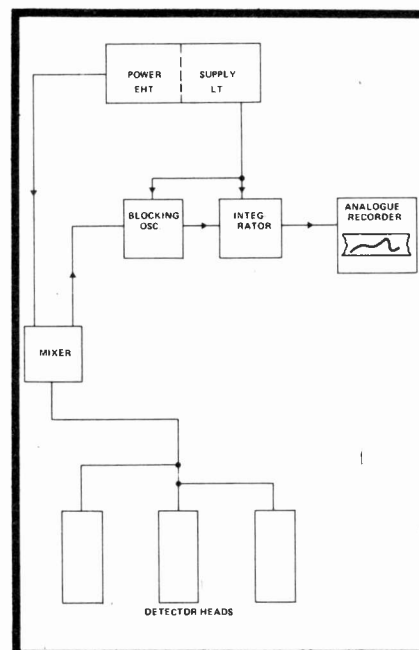 POWER SUPPLY
EHT LT
BLOCKING
OSC
INTEG
RATOR
ANALOGUE
RECORDER
MIXER
DETECTOR HEADS